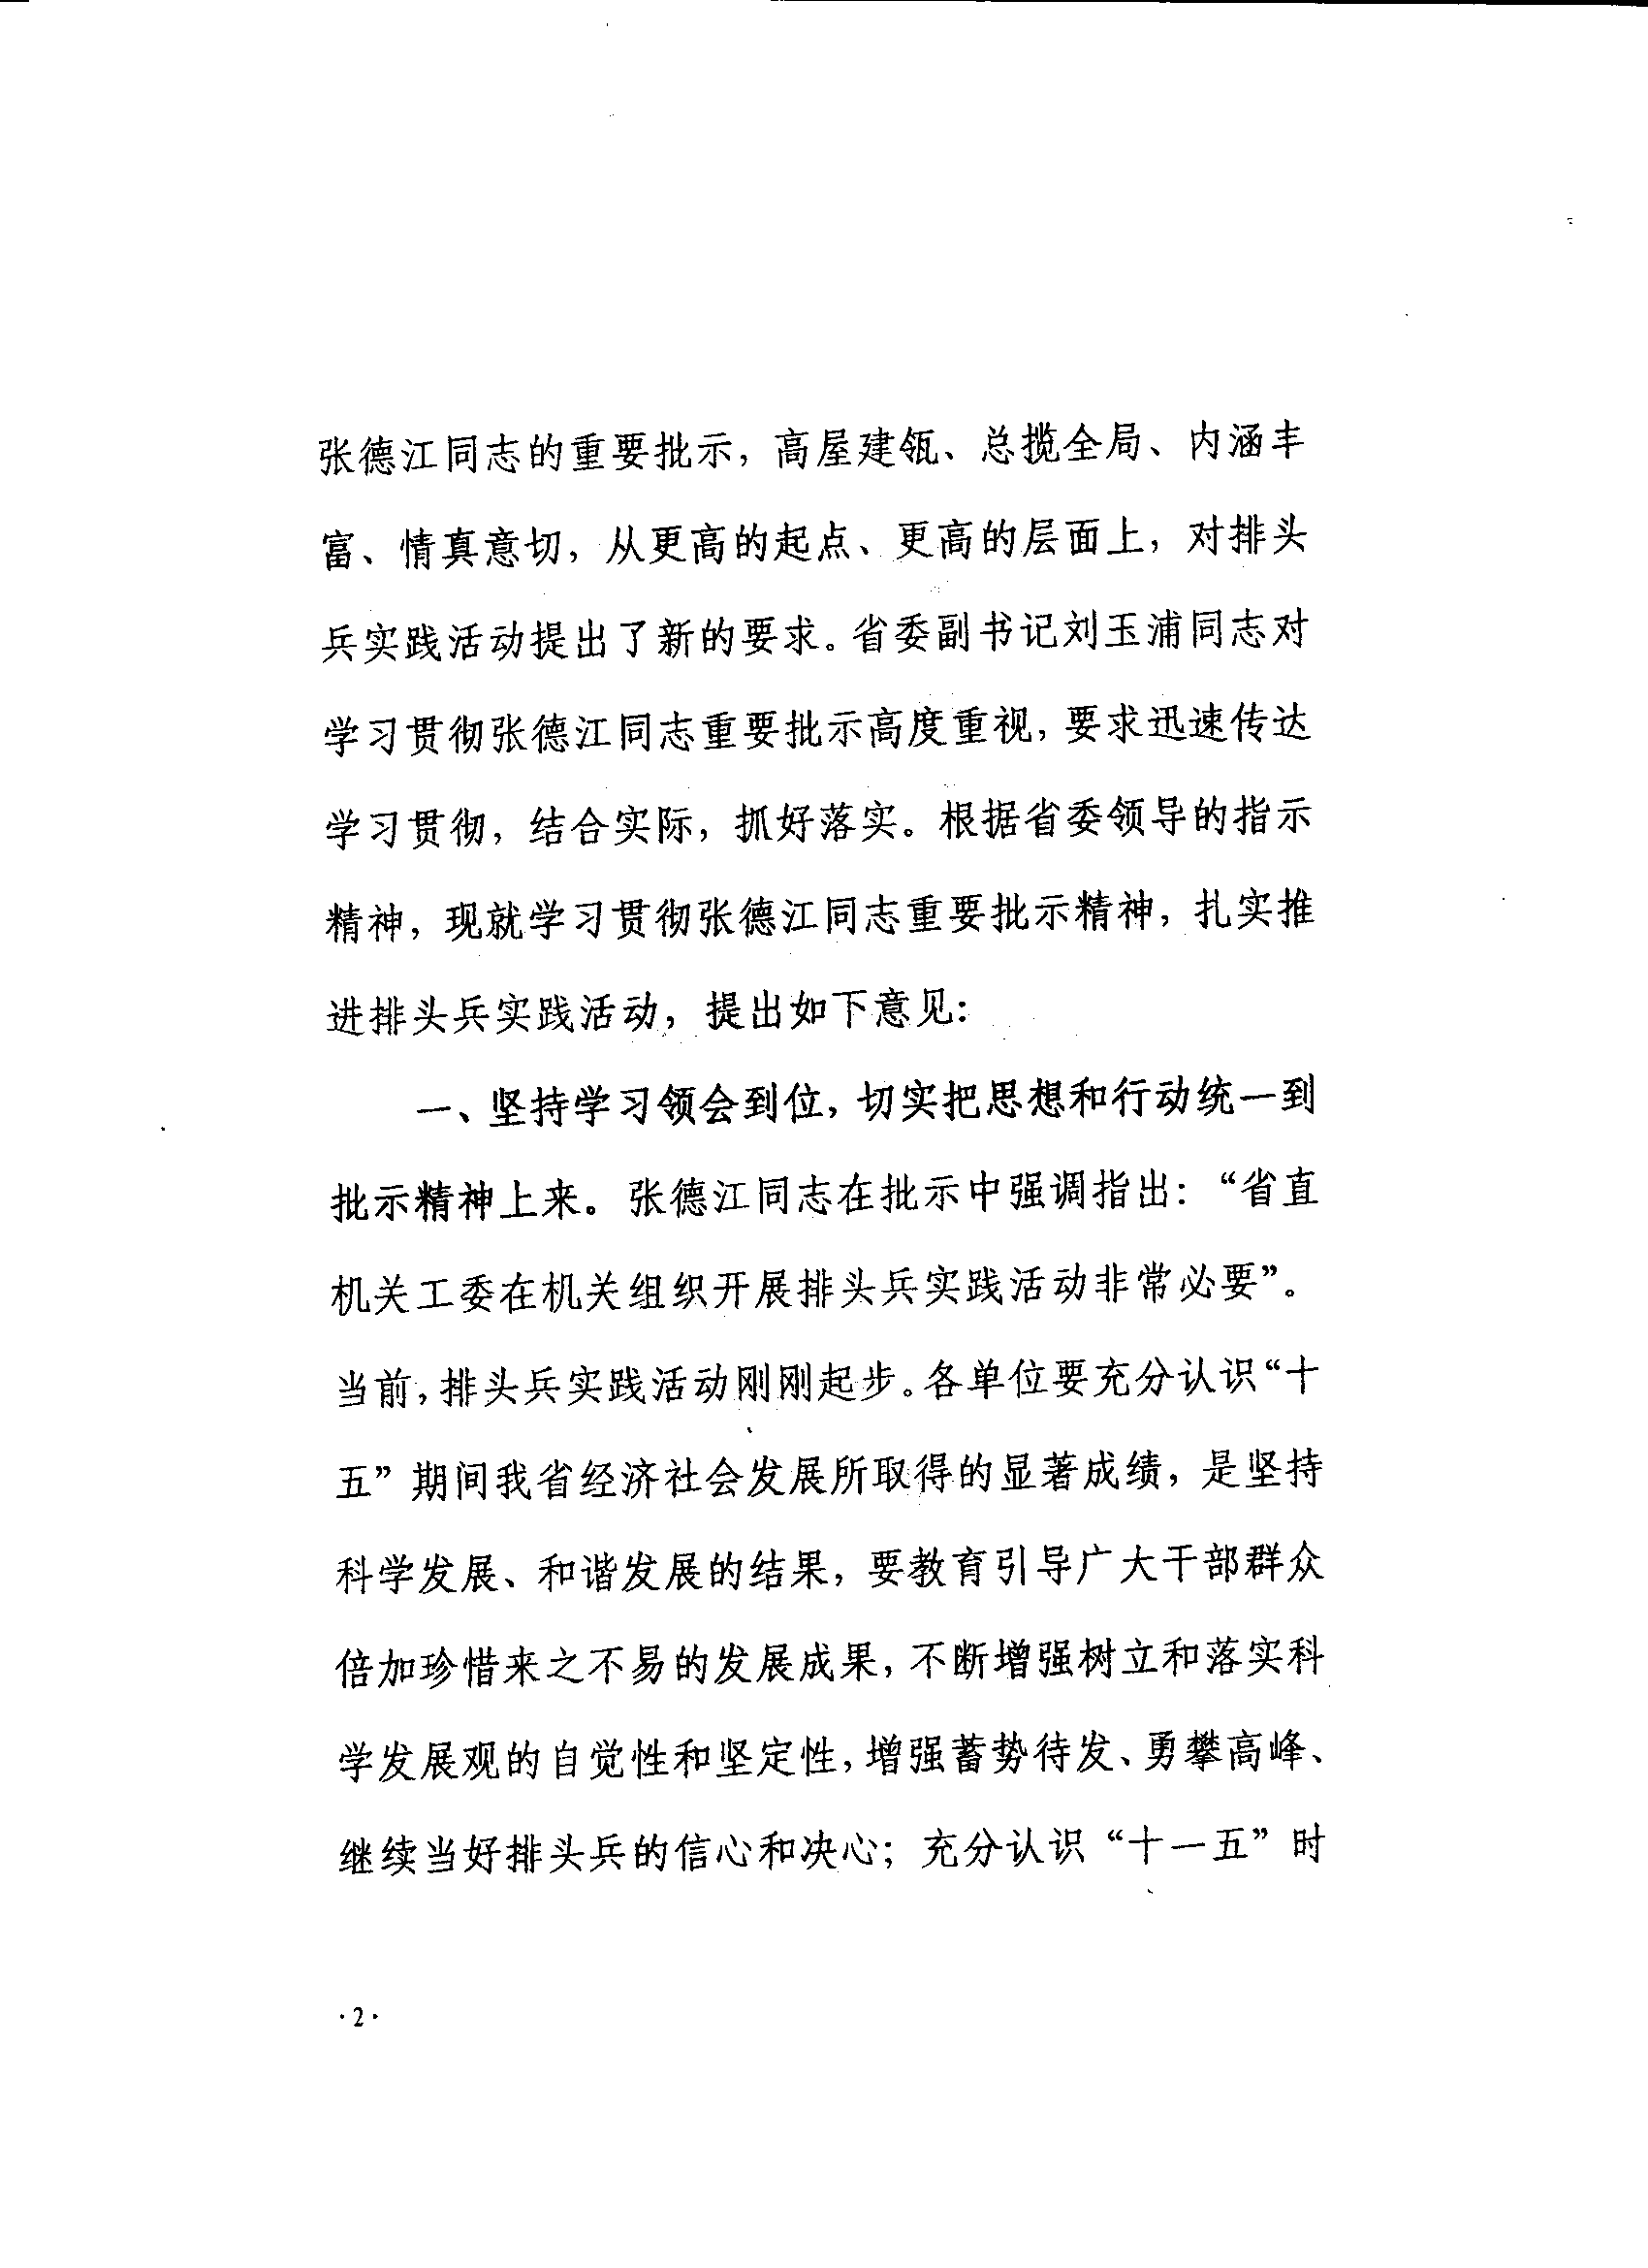 张德江同志的重要批示，高屋建瓴、总揽全局、内涵丰
富、情真意切，从更高的起点、更高的层面上，对排头
兵实践活动提出了新的要求。省委副书记刘玉浦同志对
学习贯彻张德江同志重要批示高度重视，要求迅速传达
学习贯彻，结合实际，抓好落实。根据省委领导的指示
精神，现就学习贯彻张德江同志重要批示精神，扎实推
进排头兵实践活动，提出如下意见：
一、坚持学习领会到位，切实把思想和行动统一到
批示精神上来。张德江同志在批示中强调指出：“省直
机关工委在机关组织开展排头兵实践活动非常必要”。
当前，排头兵实践活动刚刚起步。各单位要充分认识“十
五”期间我省经济社会发展所取得的显著成绩，是坚持
科学发展、和谐发展的结果，要教育引导广大干部群众
倍加珍惜来之不易的发展成果，不断增强树立和落实科
学发展观的自觉性和坚定性，增强蓄势待发、勇攀高峰、
继续当好排头兵的信心和决心；充分认识“十一五”时
·2·